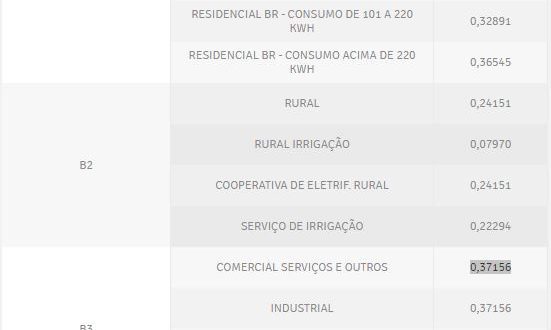 RESIDENCIAL BR - CONSUMO DE 101 A 220
KWH
0,32891
RESIDENCIAL BR - CONSUMO ACIMA DE 220
KWH
0,36545
B2
RURAL
0,24151
RURAL IRRIGAÇÃO
0,07970
COOPERATIVA DE ELETRIF. RURAL
0,24151
SERVIÇO DE IRRIGAÇÃO
0,22294
B3
COMERCIAL SERVIÇOS E OUTROS
0,37156
INDUSTRIAL
0,37156